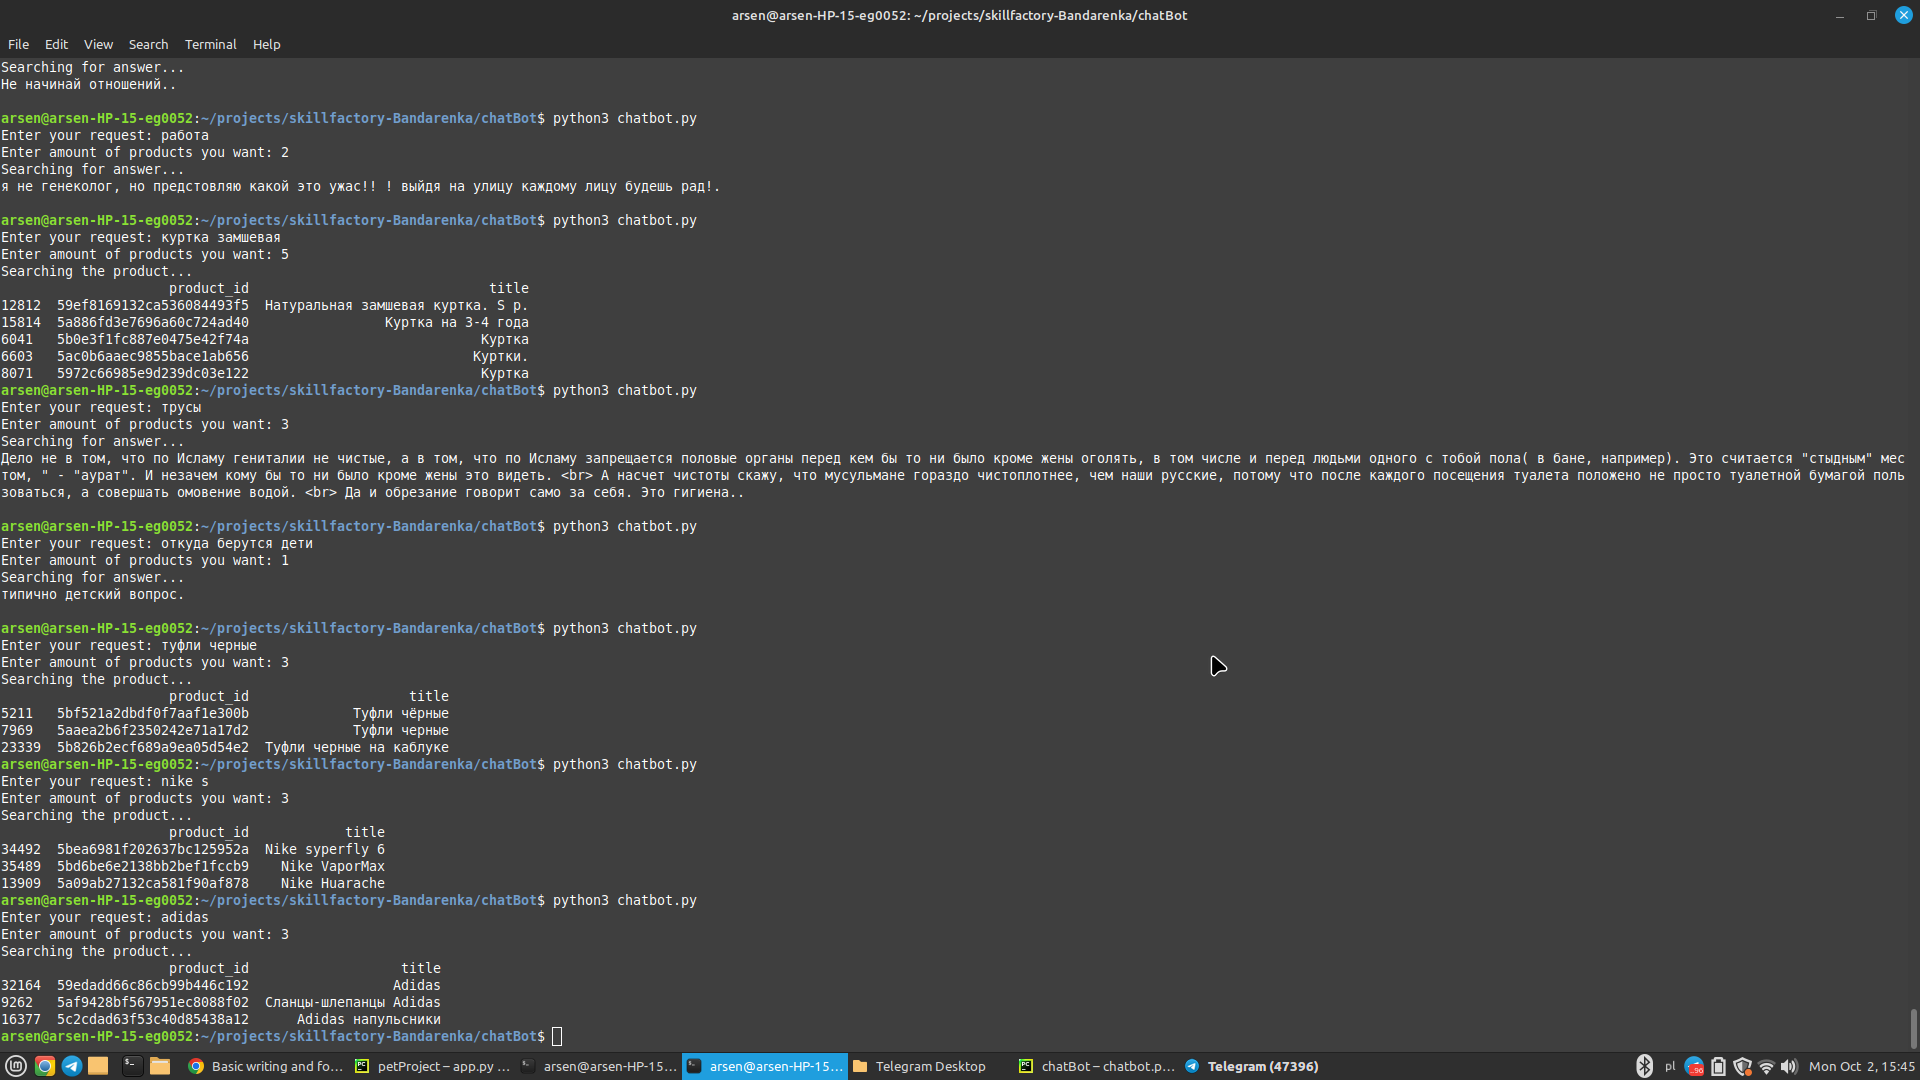 arsen@arsen-HP-15-eg0052: ~/projects/skillfactory-Bandarenka/chatBot
File Edit View Search Terminal Help
Searching for answer...
Не начинай отношений..
arsen@arsen-HP-15-eg0052:~/projects/skillfactory-Bandarenka/chatBot$ python3 chatbot.py
Enter your request: работа
Enter amount of products you want: 2
Searching for answer...
я не генеколог, но предстовляю какой это ужас!! ! выйдя на улицу каждому лицу будешь рад!.
arsen@arsen-HP-15-eg0052:~/projects/skillfactory-Bandarenka/chatBot$ python3 chatbot.py
Enter your request: куртка замшевая
Enter amount of products you want: 5
Searching the product...
product_id title
12812 59ef8169132ca536084493f5 Натуральная замшевая куртка. S р.
15814 5a886fd3e7696a60c724ad40 Куртка на 3-4 года
6041 5b0e3f1fc887e0475e42f74a Куртка
6603 5ac0b6aaec9855bace1ab656 Куртки.
8071 5972c66985e9d239dc03e122 Куртка
arsen@arsen-HP-15-eg0052:~/projects/skillfactory-Bandarenka/chatBot$ python3 chatbot.py
Enter your request: трусы
Enter amount of products you want: 3
Searching for answer...
Дело не в том, что по Исламу гениталии не чистые, а в том, что по Исламу запрещается половые органы перед кем бы то ни было кроме жены оголять, в том числе и перед людьми одного с тобой пола( в бане, например). Это считается "стыдным" мес
том, " - "аурат". И незачем кому бы то ни было кроме жены это видеть. <br> А насчет чистоты скажу, что мусульмане гораздо чистоплотнее, чем наши русские, потому что после каждого посещения туалета положено не просто туалетной бумагой поль
зоваться, а совершать омовение водой. <br> Да и обрезание говорит само за себя. Это гигиена..
arsen@arsen-HP-15-eg0052:~/projects/skillfactory-Bandarenka/chatBot$ python3 chatbot.py
Enter your request: откуда берутся дети
Enter amount of products you want: 1
Searching for answer...
типично детский вопрос.
arsen@arsen-HP-15-eg0052:~/projects/skillfactory-Bandarenka/chatBot$ python3 chatbot.py
Enter your request: туфли черные
Enter amount of products you want: 3
Searching the product...
product_id title
5211 5bf521a2dbdf0f7aaf1e300b Туфли чёрные
7969 5aaea2b6f2350242e71a17d2 Туфли черные
23339 5b826b2ecf689a9ea05d54e2 Туфли черные на каблуке
arsen@arsen-HP-15-eg0052:~/projects/skillfactory-Bandarenka/chatBot$ python3 chatbot.py
Enter your request: nike s
Enter amount of products you want: 3
Searching the product...
product_id title
34492 5bea6981f202637bc125952a Nike syperfly 6
35489 5bd6be6e2138bb2bef1fccb9 Nike VaporMax
13909 5a09ab27132ca581f90af878 Nike Huarache
arsen@arsen-HP-15-eg0052:~/projects/skillfactory-Bandarenka/chatBot$ python3 chatbot.py
Enter your request: adidas
Enter amount of products you want: 3
Searching the product...
product_id title
32164 59edadd66c86cb99b446c192 Adidas
9262 5af9428bf567951ec8088f02 Сланцы-шлепанцы Adidas
16377 5c2cdad63f53c40d85438a12 Adidas напульсники
arsen@arsen-HP-15-eg0052:~/projects/skillfactory-Bandarenka/chatBot$
Basic writing and fo... petProject – app.py ... arsen@arsen-HP-15... arsen@arsen-HP-15... Telegram Desktop chatBot – chatbot.p... Telegram (47396) pl Mon Oct 2, 15:45